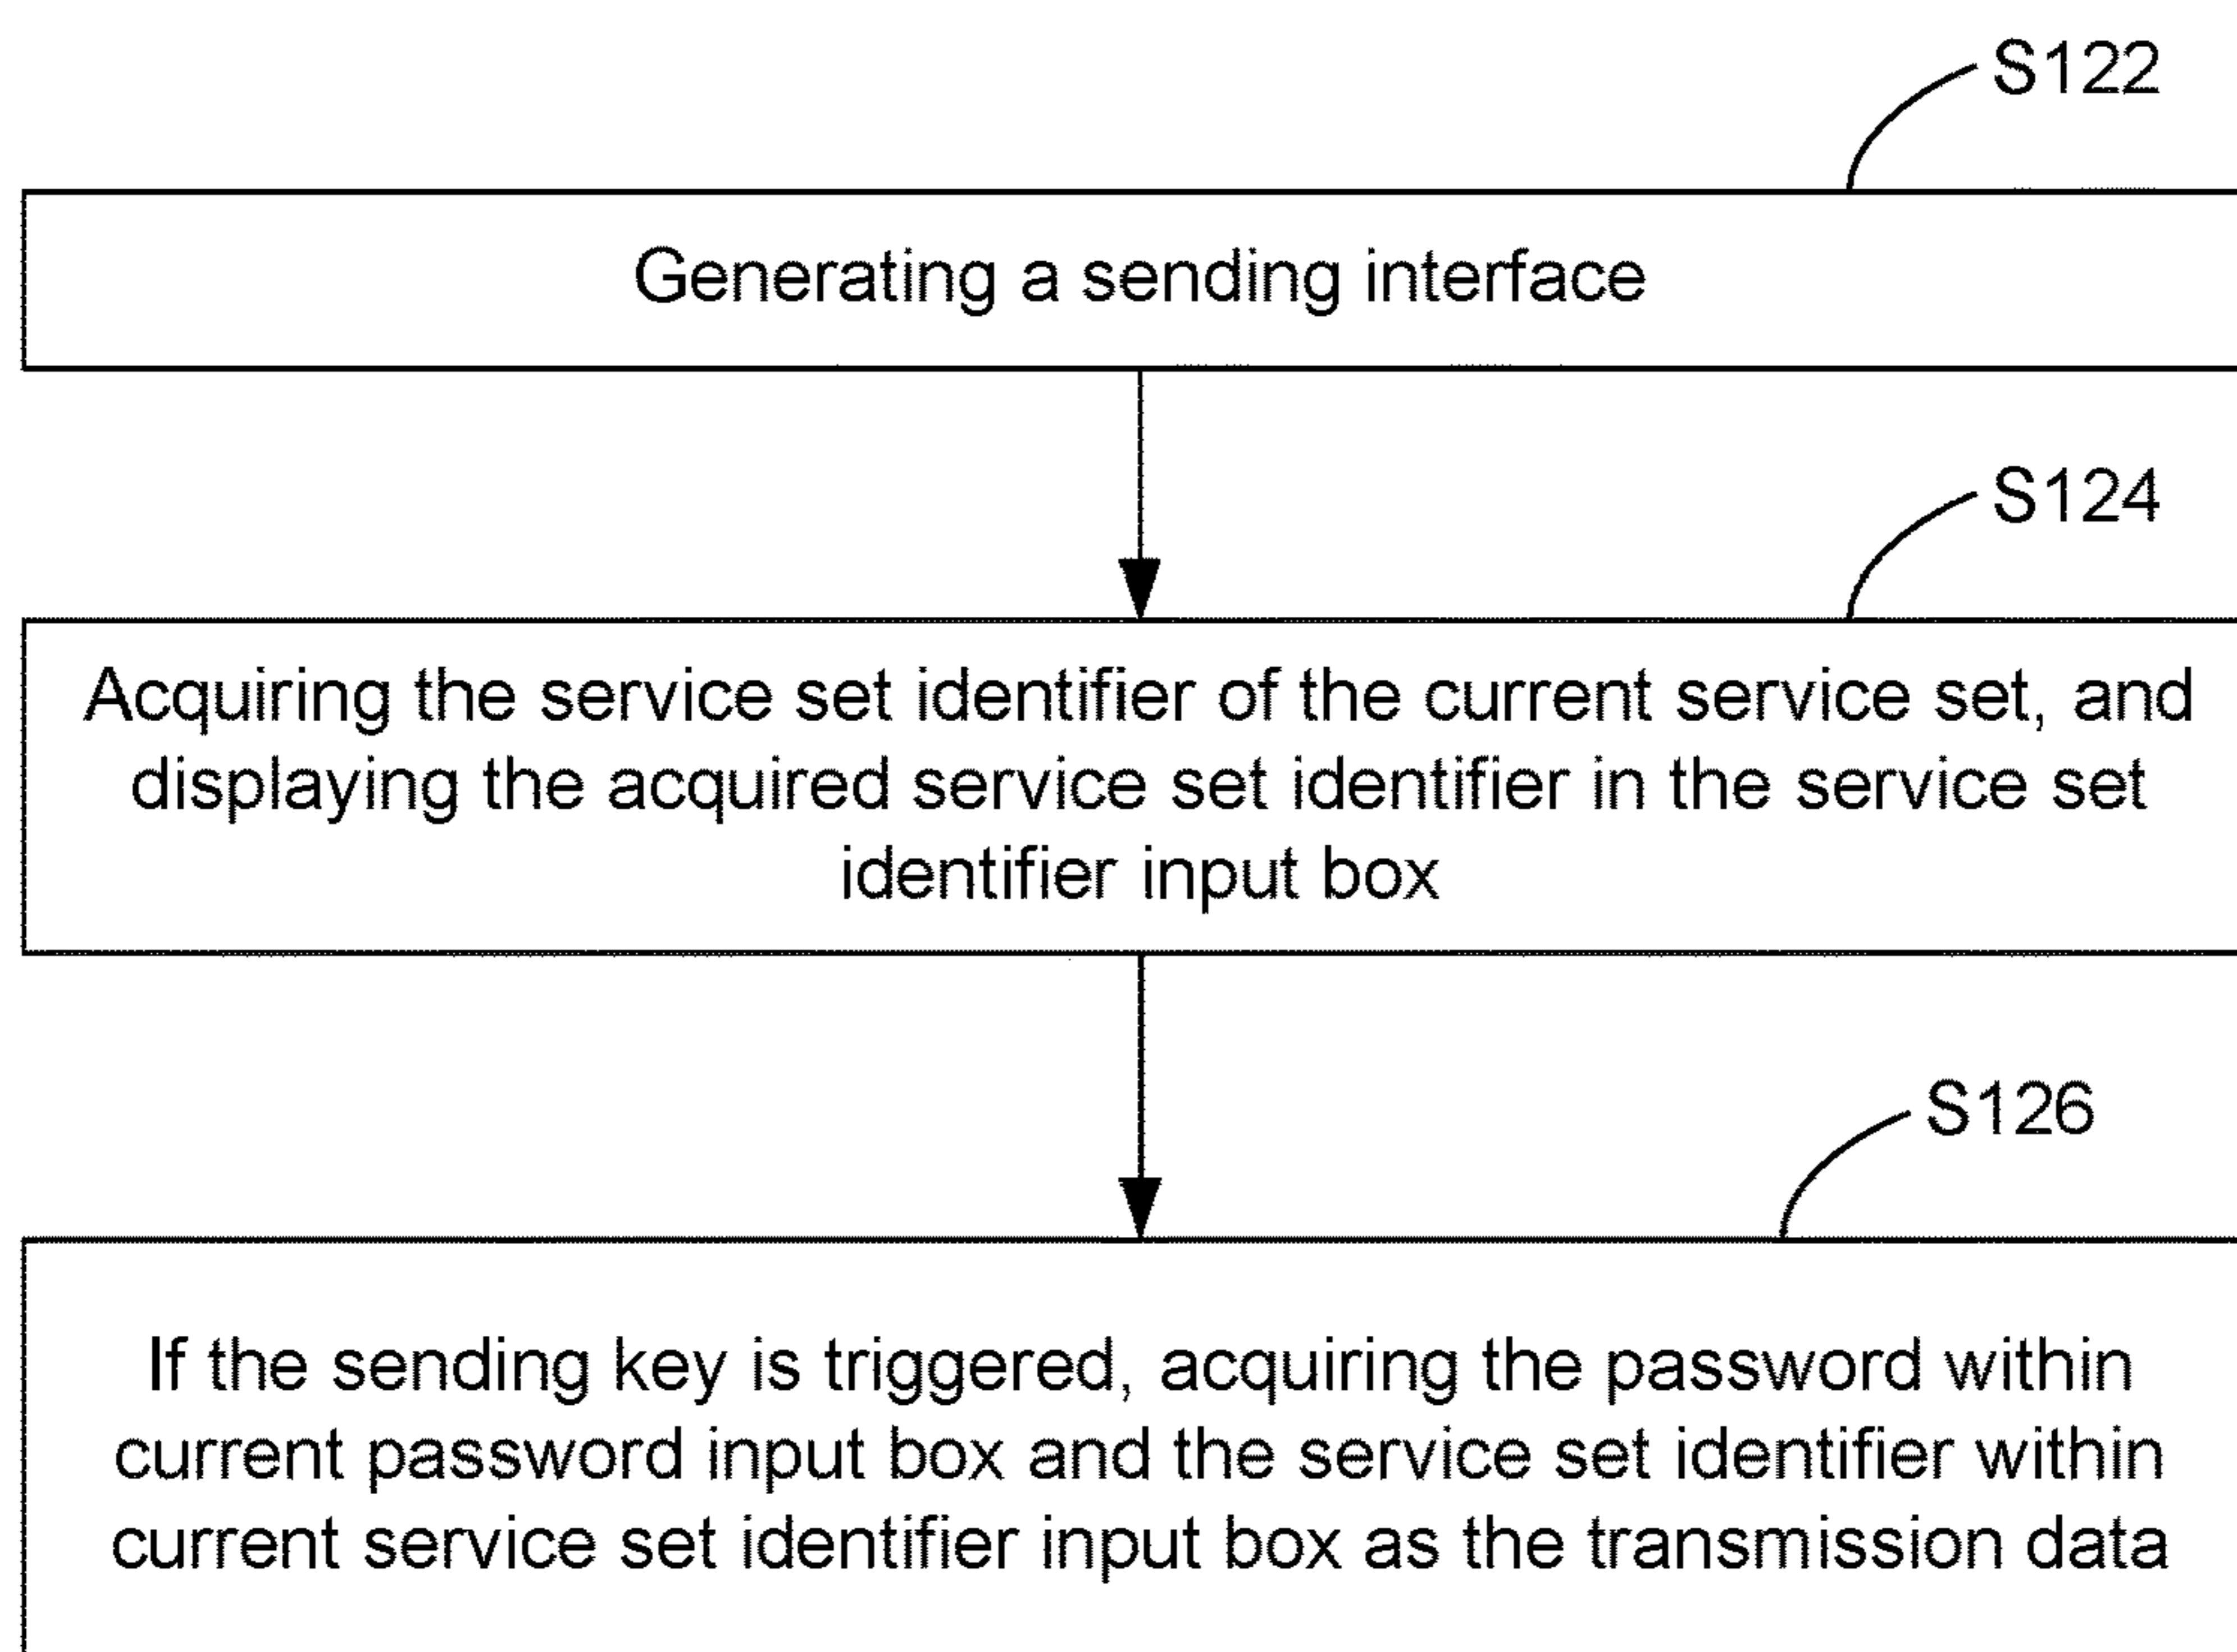 S122
Generating a sending interface
S124
Acquiring the service set identifier of the current service set, and
displaying the acquired service set identifier in the service set
identifier input box
S126
If the sending key is triggered, acquiring the password within
current password input box and the service set identifier within
current service set identifier input box as the transmission data